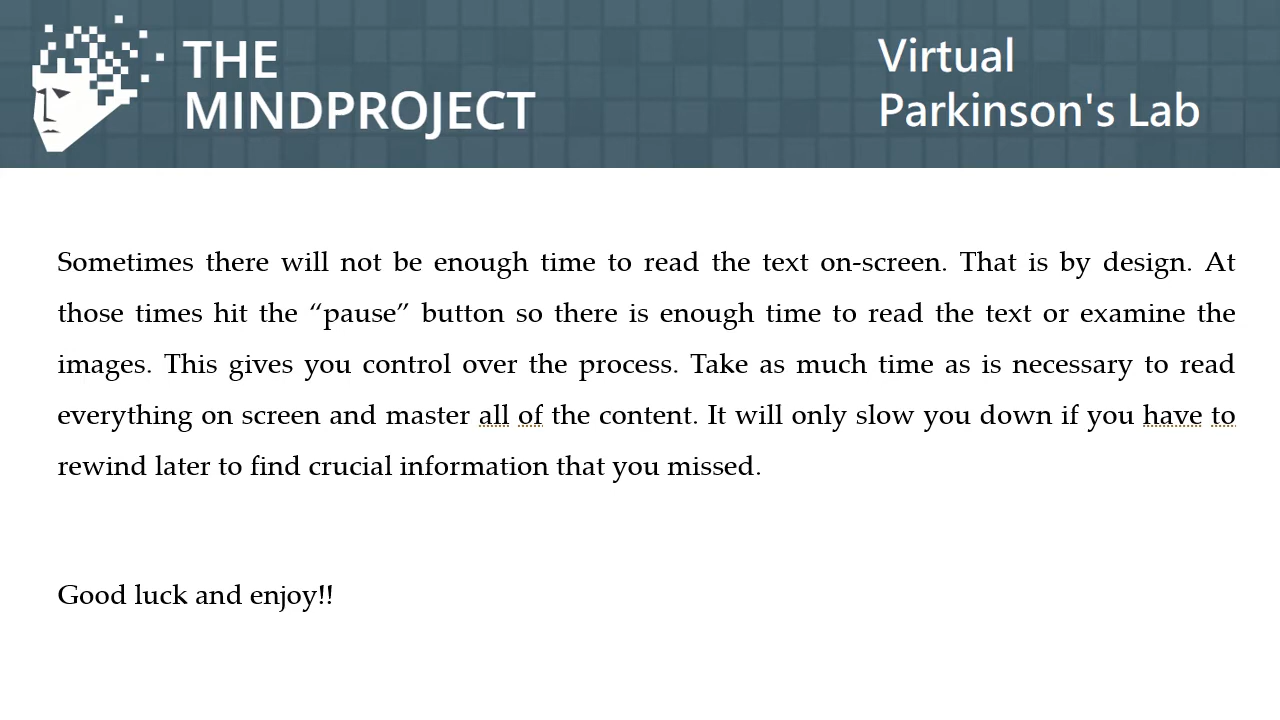 THE
MINDPROJECT
Virtual
Parkinson's Lab
Sometimes there will not be enough time to read the text on-screen. That is by design. At
those times hit the “pause” button so there is enough time to read the text or examine the
images. This gives you control over the process. Take as much time as is necessary to read
everything on screen and master all of the content. It will only slow you down if you have to
rewind later to find crucial information that you missed.
Good luck and enjoy!!